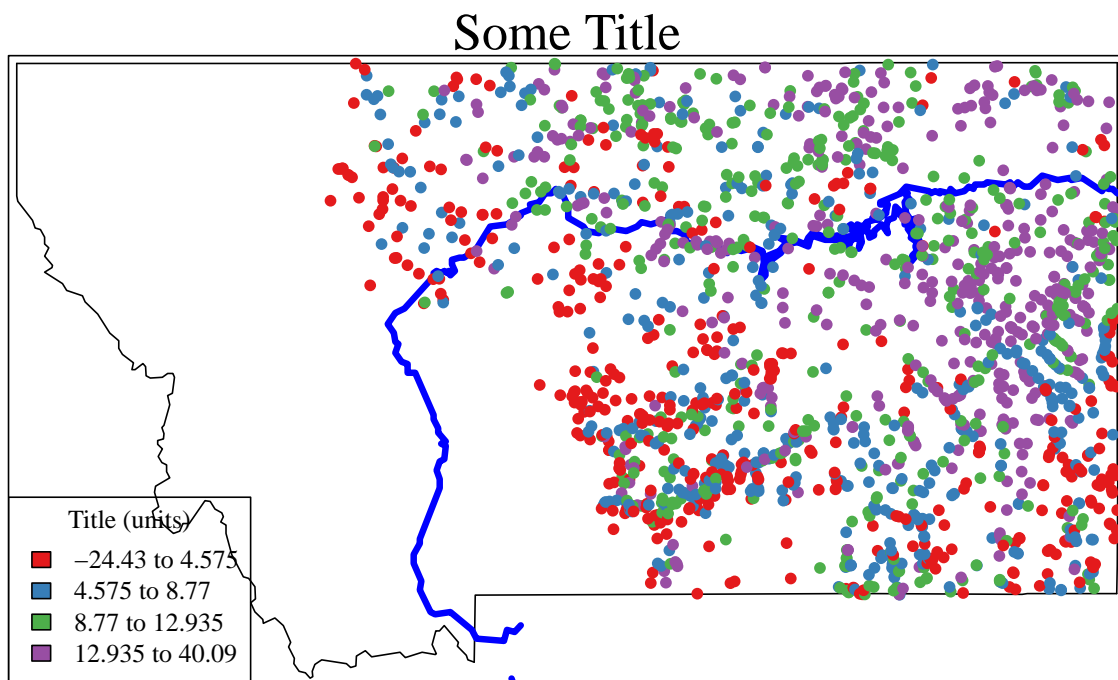 Some Title
Title (units)
−24.43 to 4.575
4.575 to 8.77
8.77 to 12.935
12.935 to 40.09